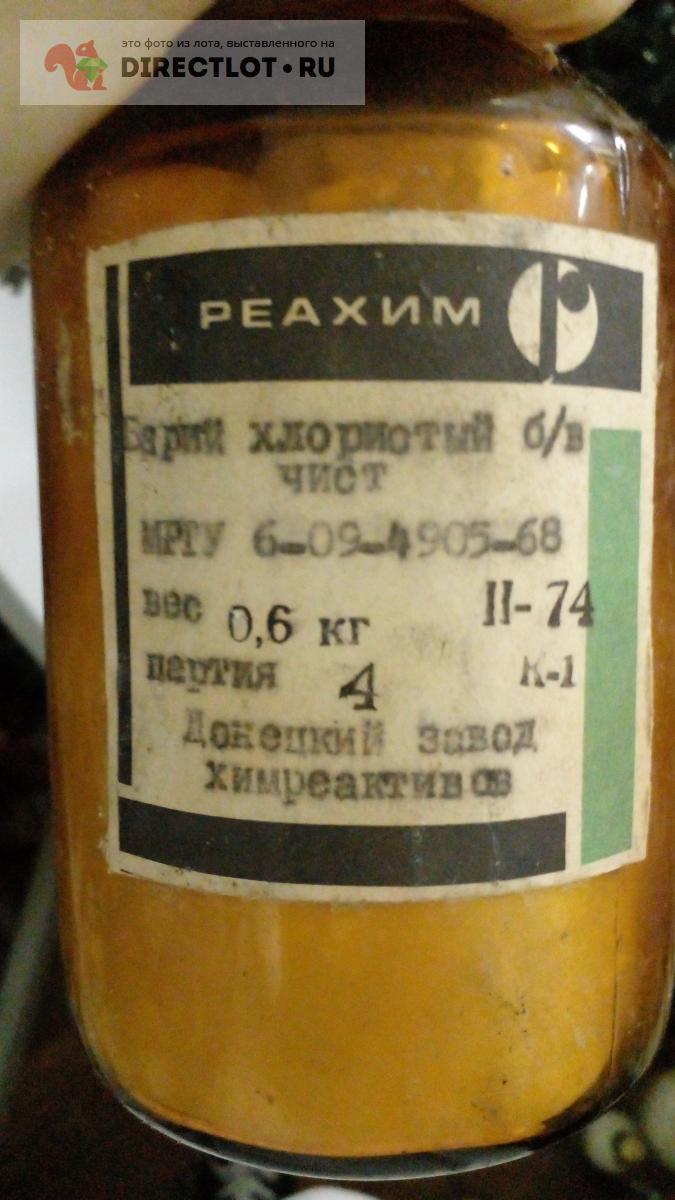 это фото из лота, выставленного на
DIRECTLOT•RU
РЕАХИМ
Барий хлористый б/в
чист
МРТУ 6-09-4905-68
вес 0,6 кг II-74
партия 4 К-1
Донецкий завод
химреактивов